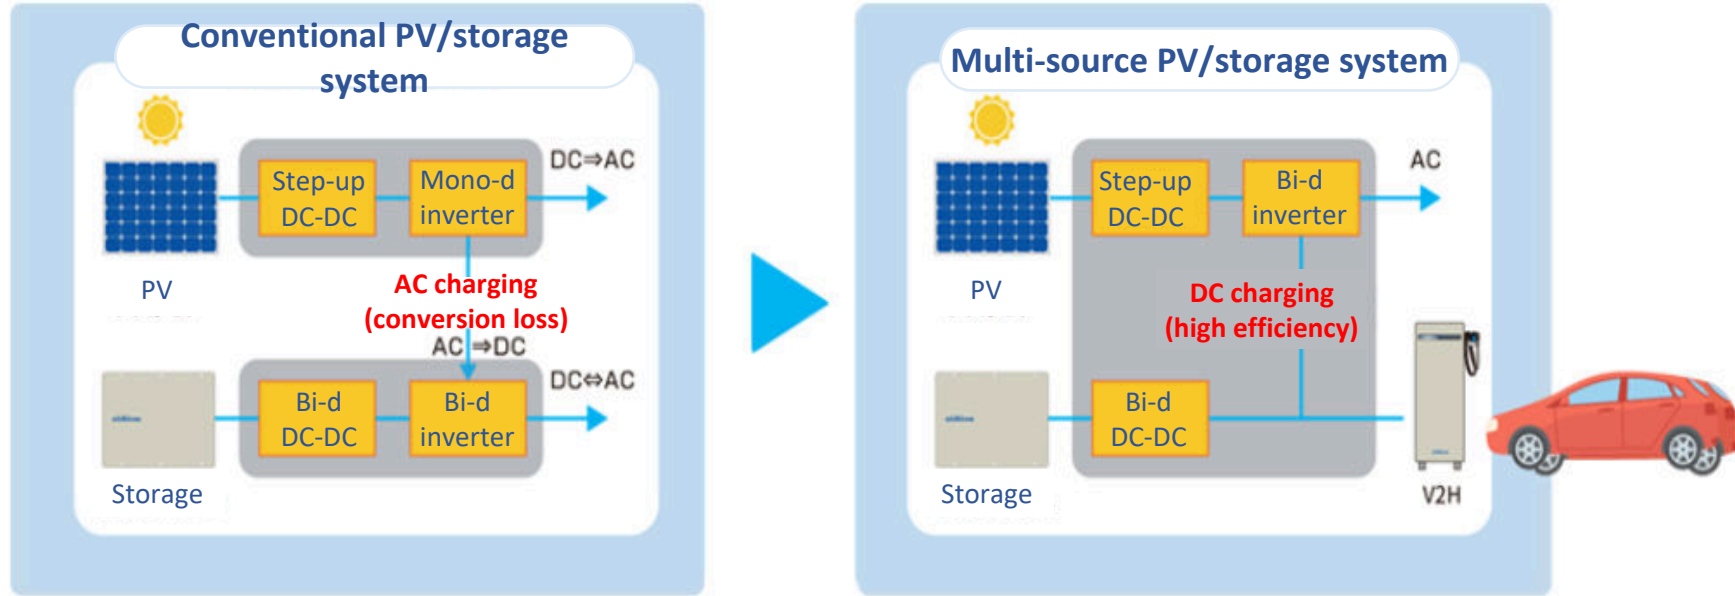 Conventional PV/storage
system
DC⇒AC
Step-up
DC-DC
Mono-d
inverter
PV
AC charging
(conversion loss)
AC ⇒DC
DC⇔AC
Bi-d
DC-DC
Bi-d
inverter
Storage
Multi-source PV/storage system
AC
Step-up
DC-DC
Bi-d
inverter
PV
DC charging
(high efficiency)
Bi-d
DC-DC
Storage
V2H